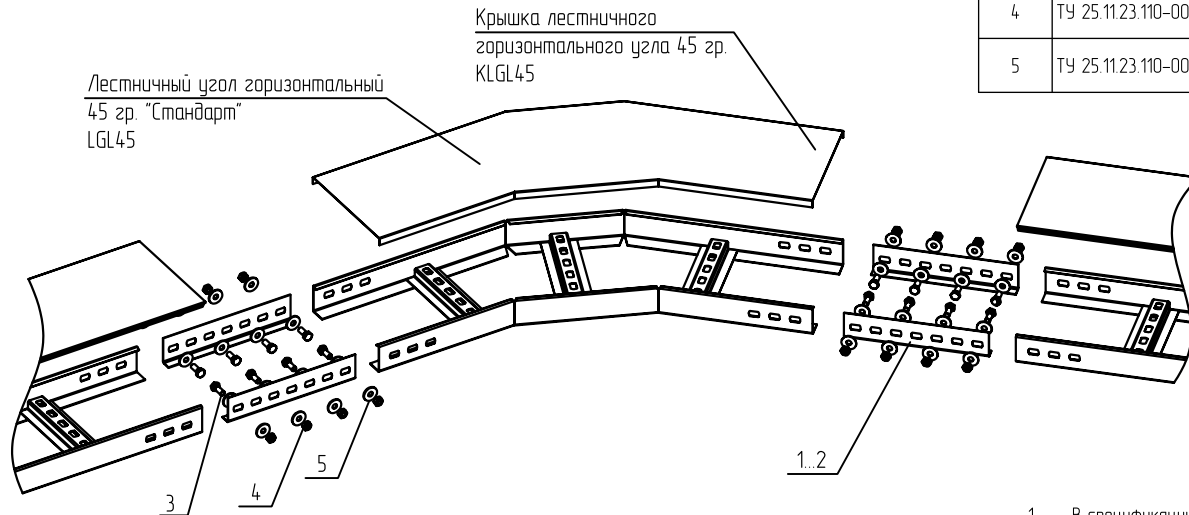 Крышка лестничного
горизонтального угла 45 гр.
KLGL45
Лестничный угол горизонтальный
45 гр. "Стандарт"
LGL45
4 ТУ 25.11.23.110-00
5 ТУ 25.11.23.110-00
3
4
5
1...2
1 В спецификации